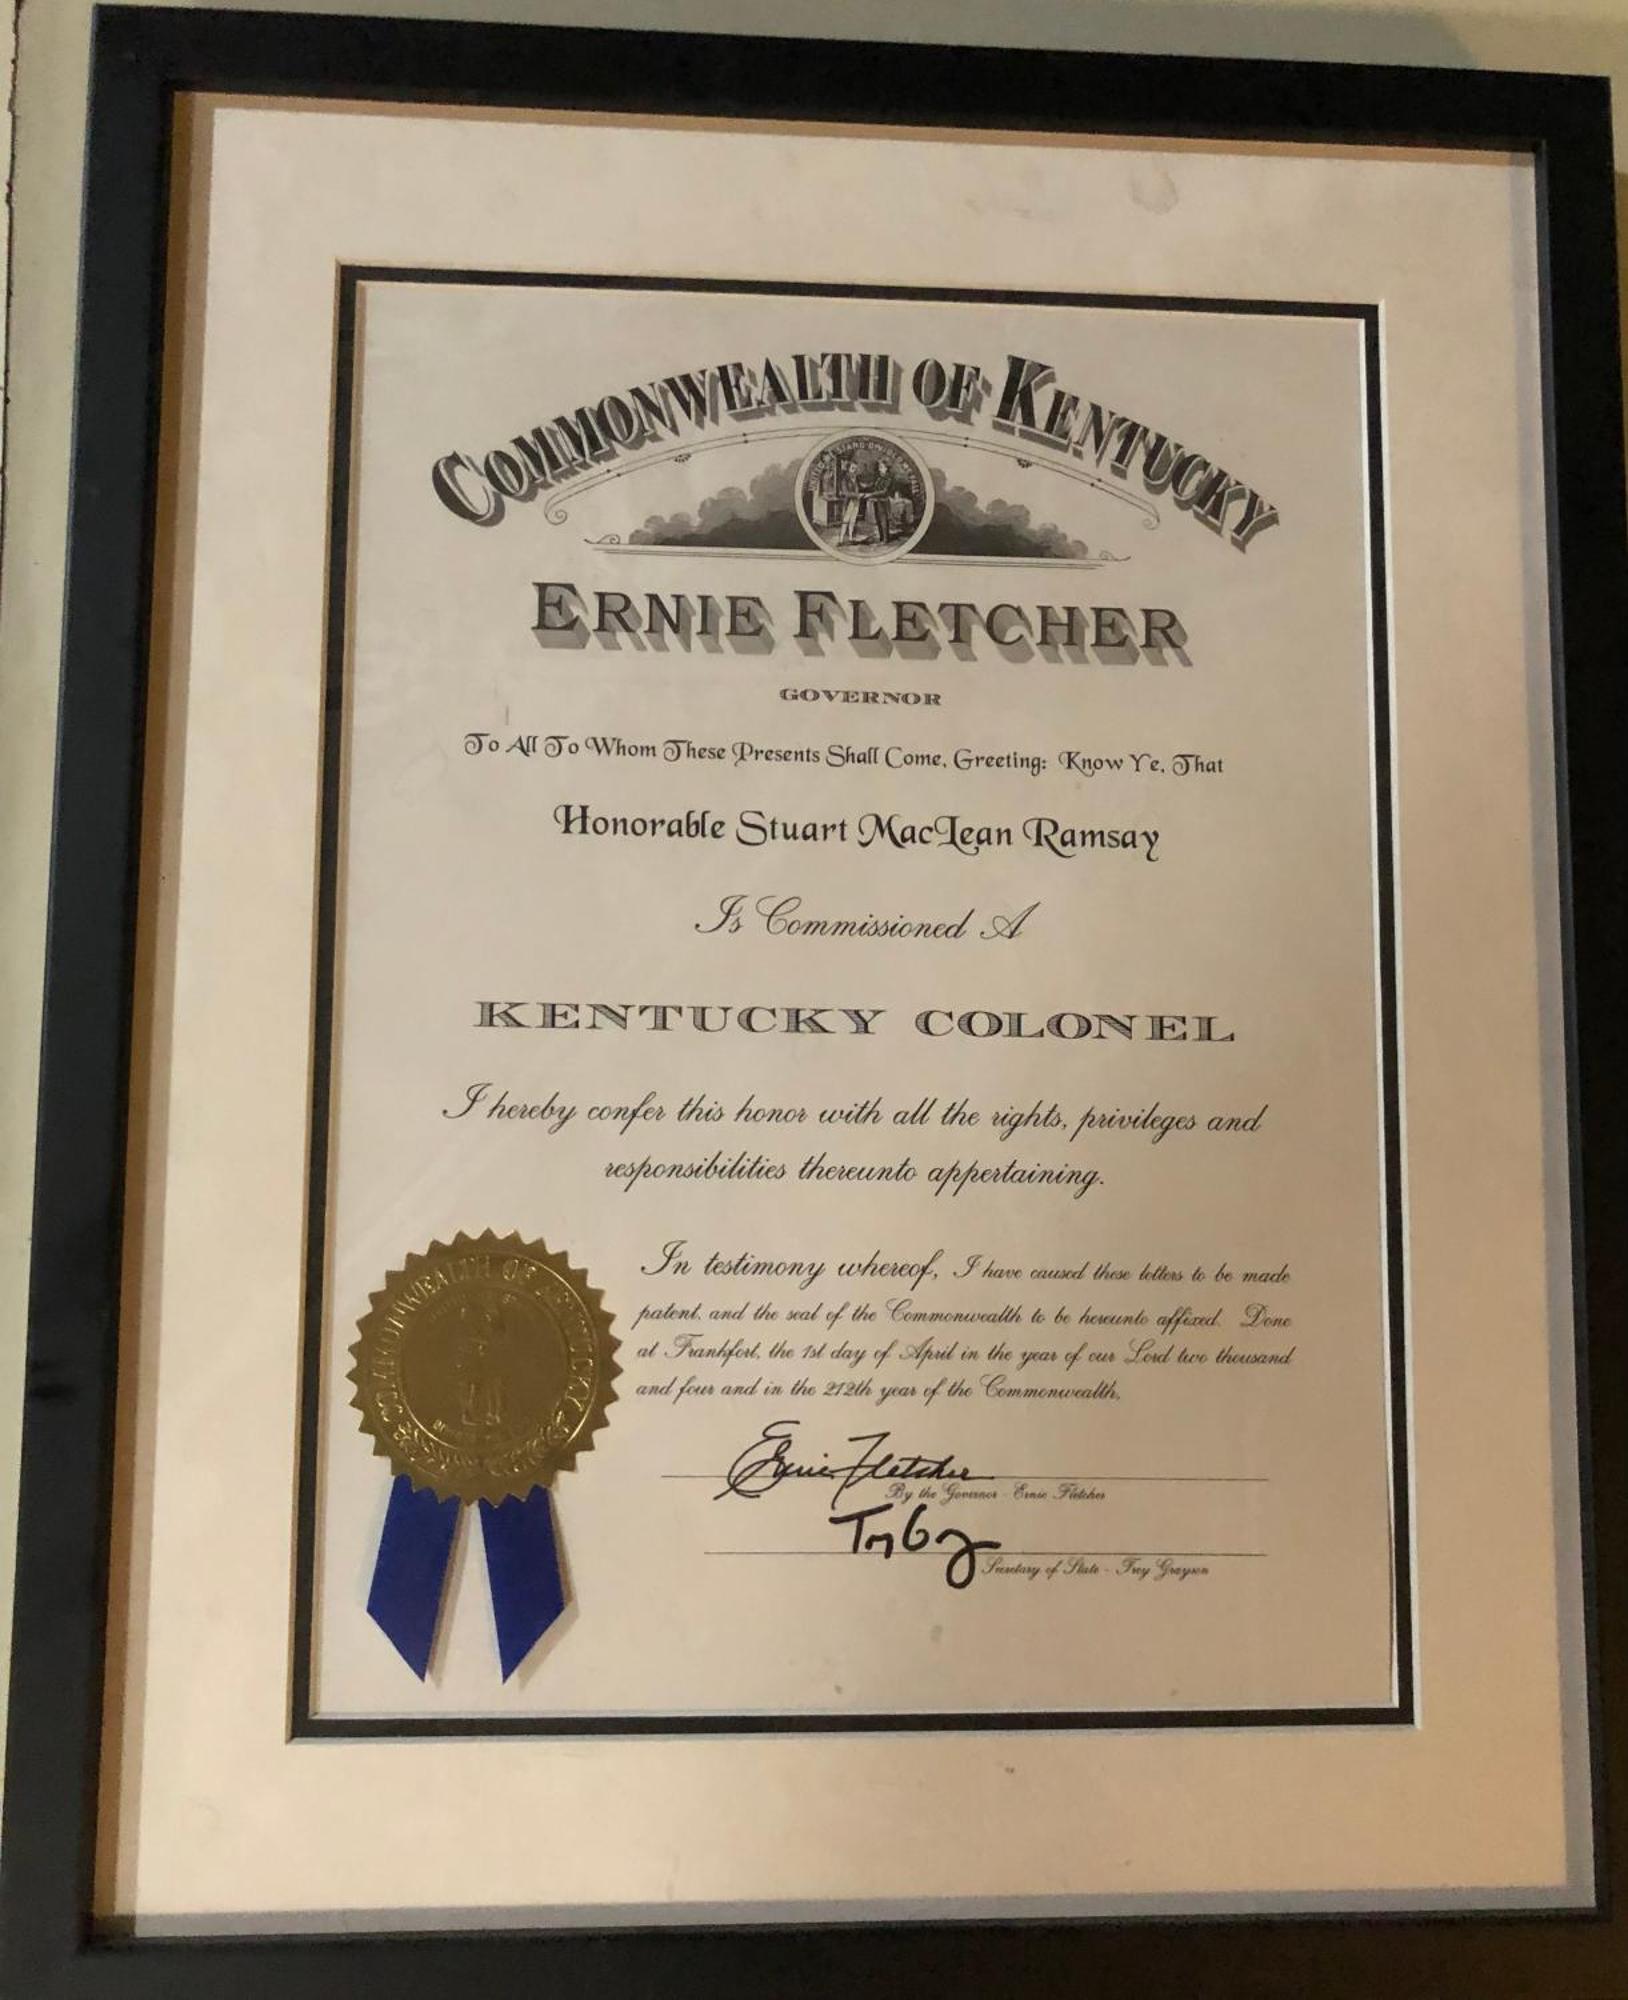 COMMONWEALTH OF KENTUCKY
ERNIE FLETCHER
GOVERNOR
To All To Whom These Presents Shall Come, Greeting: Know Ye, That
Honorable Stuart MacLean Ramsay
Is Commissioned A
KENTUCKY COLONEL
I hereby confer this honor with all the rights, privileges and
responsibilities thereunto appertaining.
In testimony whereof, I have caused these letters to be made
patent, and the seal of the Commonwealth to be hereunto affixed. Done
at Frankfort, the 1st day of April in the year of our Lord two thousand
and four and in the 212th year of the Commonwealth.
COMMONWEALTH OF KENTUCKY
Ernie Fletcher
By the Governor - Ernie Fletcher
Secretary of State - Trey Grayson